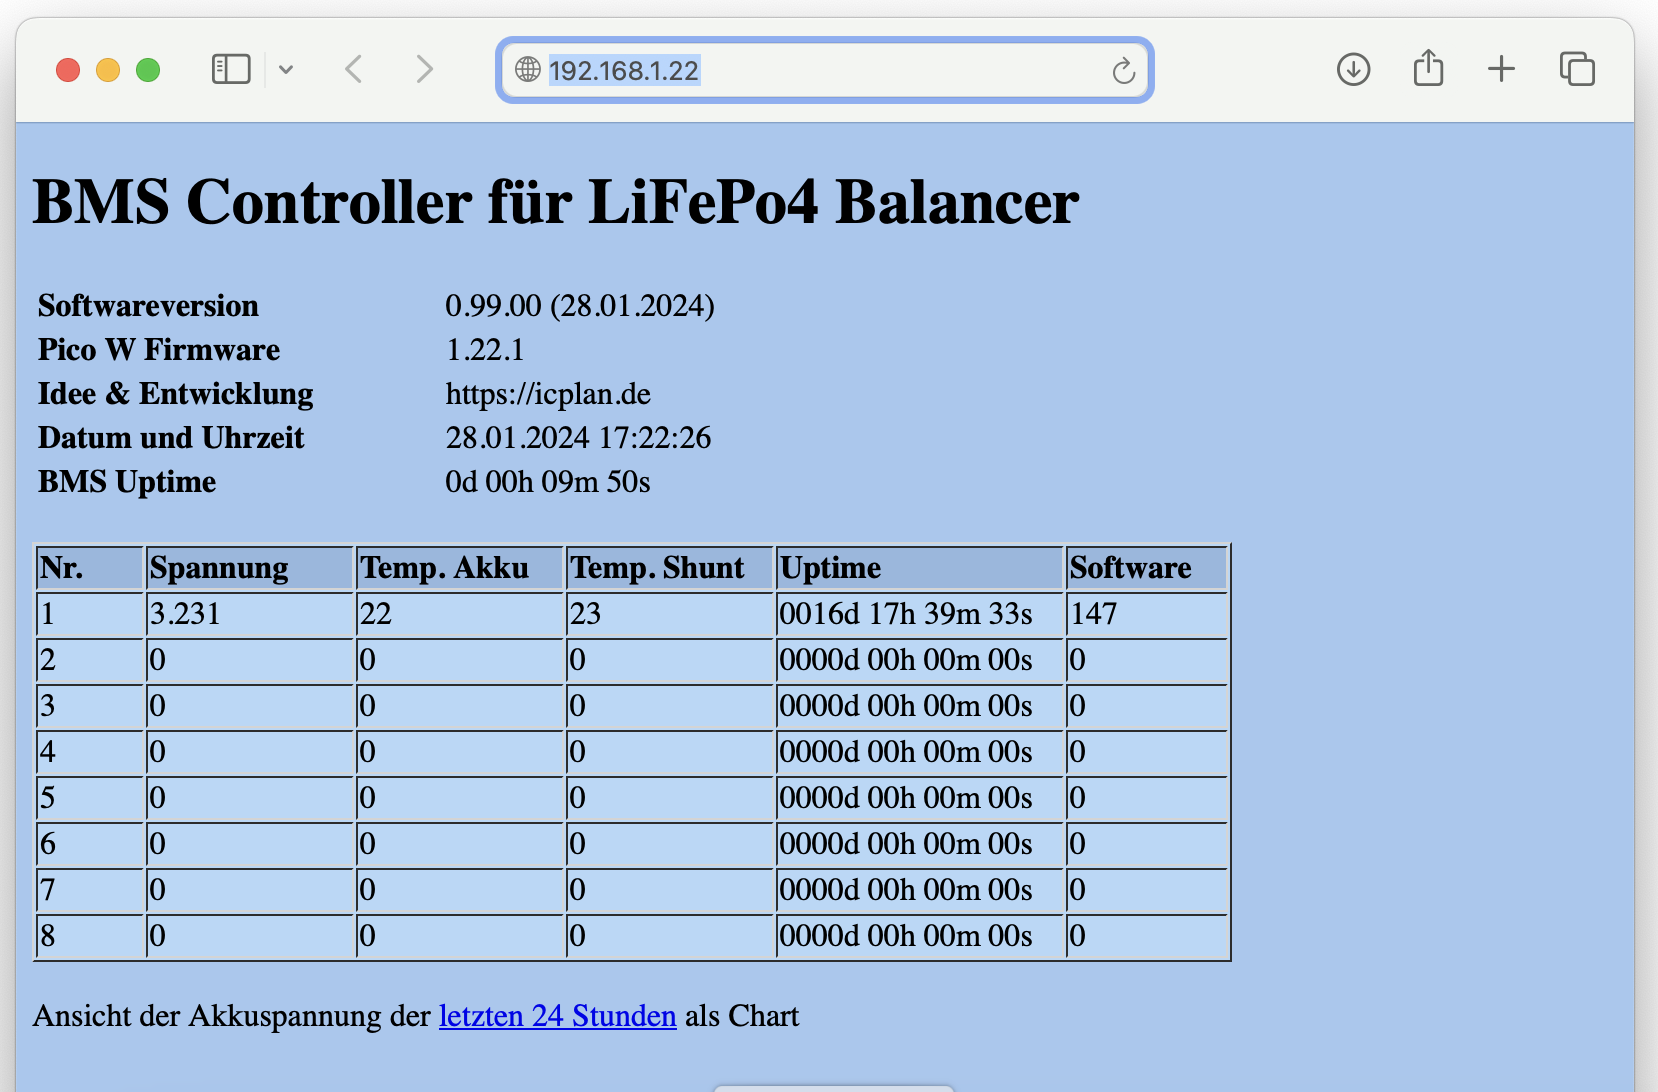 192.168.1.22
BMS Controller für LiFePo4 Balancer
Softwareversion 0.99.00 (28.01.2024)
Pico W Firmware 1.22.1
Idee & Entwicklung https://icplan.de
Datum und Uhrzeit 28.01.2024 17:22:26
BMS Uptime 0d 00h 09m 50s
Nr. Spannung Temp. Akku Temp. Shunt Uptime Software
1 3.231 22 23 0016d 17h 39m 33s 147
2 0 0 0 0000d 00h 00m 00s 0
3 0 0 0 0000d 00h 00m 00s 0
4 0 0 0 0000d 00h 00m 00s 0
5 0 0 0 0000d 00h 00m 00s 0
6 0 0 0 0000d 00h 00m 00s 0
7 0 0 0 0000d 00h 00m 00s 0
8 0 0 0 0000d 00h 00m 00s 0
Ansicht der Akkuspannung der letzten 24 Stunden als Chart